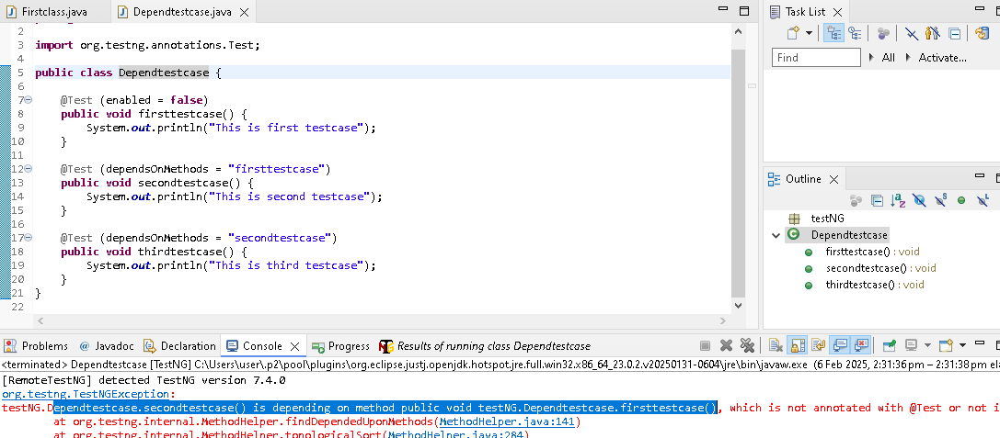 Firstclass.java
Dependtestcase.java
2
3 import org.testng.annotations.Test;
4
5 public class Dependtestcase {
6
7 @Test (enabled = false)
8 public void firsttestcase() {
9 System.out.println("This is first testcase");
10 }
11
12 @Test (dependsOnMethods = "firsttestcase")
13 public void secondtestcase() {
14 System.out.println("This is second testcase");
15 }
16
17 @Test (dependsOnMethods = "secondtestcase")
18 public void thirdtestcase() {
19 System.out.println("This is third testcase");
20 }
21 }
22
Task List
Find
All
Activate...
Outline
testNG
Dependtestcase
firsttestcase() : void
secondtestcase() : void
thirdtestcase() : void
Problems @ Javadoc Declaration Console Progress Results of running class Dependtestcase
<terminated> Dependtestcase [TestNG] C:\Eclipse\user\.p2\pool\plugins\org.eclipse.justj.openjdk.hotspot.jre.full.win32.x86_64_23.0.2.v20250131-0604\jre\bin\javaw.exe (6 Feb 2025, 2:31:36 pm – 2:31:38 pm ela
[RemoteTestNG] detected TestNG version 7.4.0
org.testng.TestNGException:
testNG.Dependtestcase.secondtestcase() is depending on method public void testNG.Dependtestcase.firsttestcase(), which is not annotated with @Test or not i
at org.testng.internal.MethodHelper.findDependedUponMethods(MethodHelper.java:141)
at org.testng.internal.MethodHelper.topologicalSort(MethodHelper.java:284)